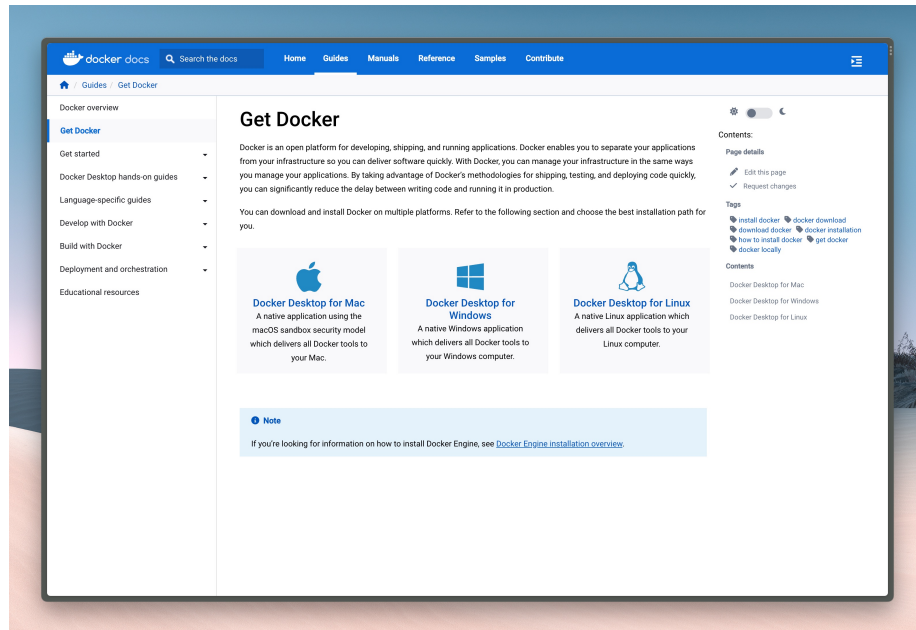 docker docs
Search the docs
Home
Guides
Manuals
Reference
Samples
Contribute
/ Guides / Get Docker
Docker overview
Get Docker
Get started
Docker Desktop hands-on guides
Language-specific guides
Develop with Docker
Build with Docker
Deployment and orchestration
Educational resources
Get Docker
Docker is an open platform for developing, shipping, and running applications. Docker enables you to separate your applications
from your infrastructure so you can deliver software quickly. With Docker, you can manage your infrastructure in the same ways
you manage your applications. By taking advantage of Docker's methodologies for shipping, testing, and deploying code quickly,
you can significantly reduce the delay between writing code and running it in production.
You can download and install Docker on multiple platforms. Refer to the following section and choose the best installation path for
you.
Docker Desktop for Mac
A native application using the
macOS sandbox security model
which delivers all Docker tools to
your Mac.
Docker Desktop for
Windows
A native Windows application
which delivers all Docker tools to
your Windows computer.
Docker Desktop for Linux
A native Linux application which
delivers all Docker tools to your
Linux computer.
Note
If you're looking for information on how to install Docker Engine, see Docker Engine installation overview.
Contents:
Page details
Edit this page
Request changes
Tags
install docker docker download
download docker docker installation
how to install docker get docker
docker locally
Contents
Docker Desktop for Mac
Docker Desktop for Windows
Docker Desktop for Linux